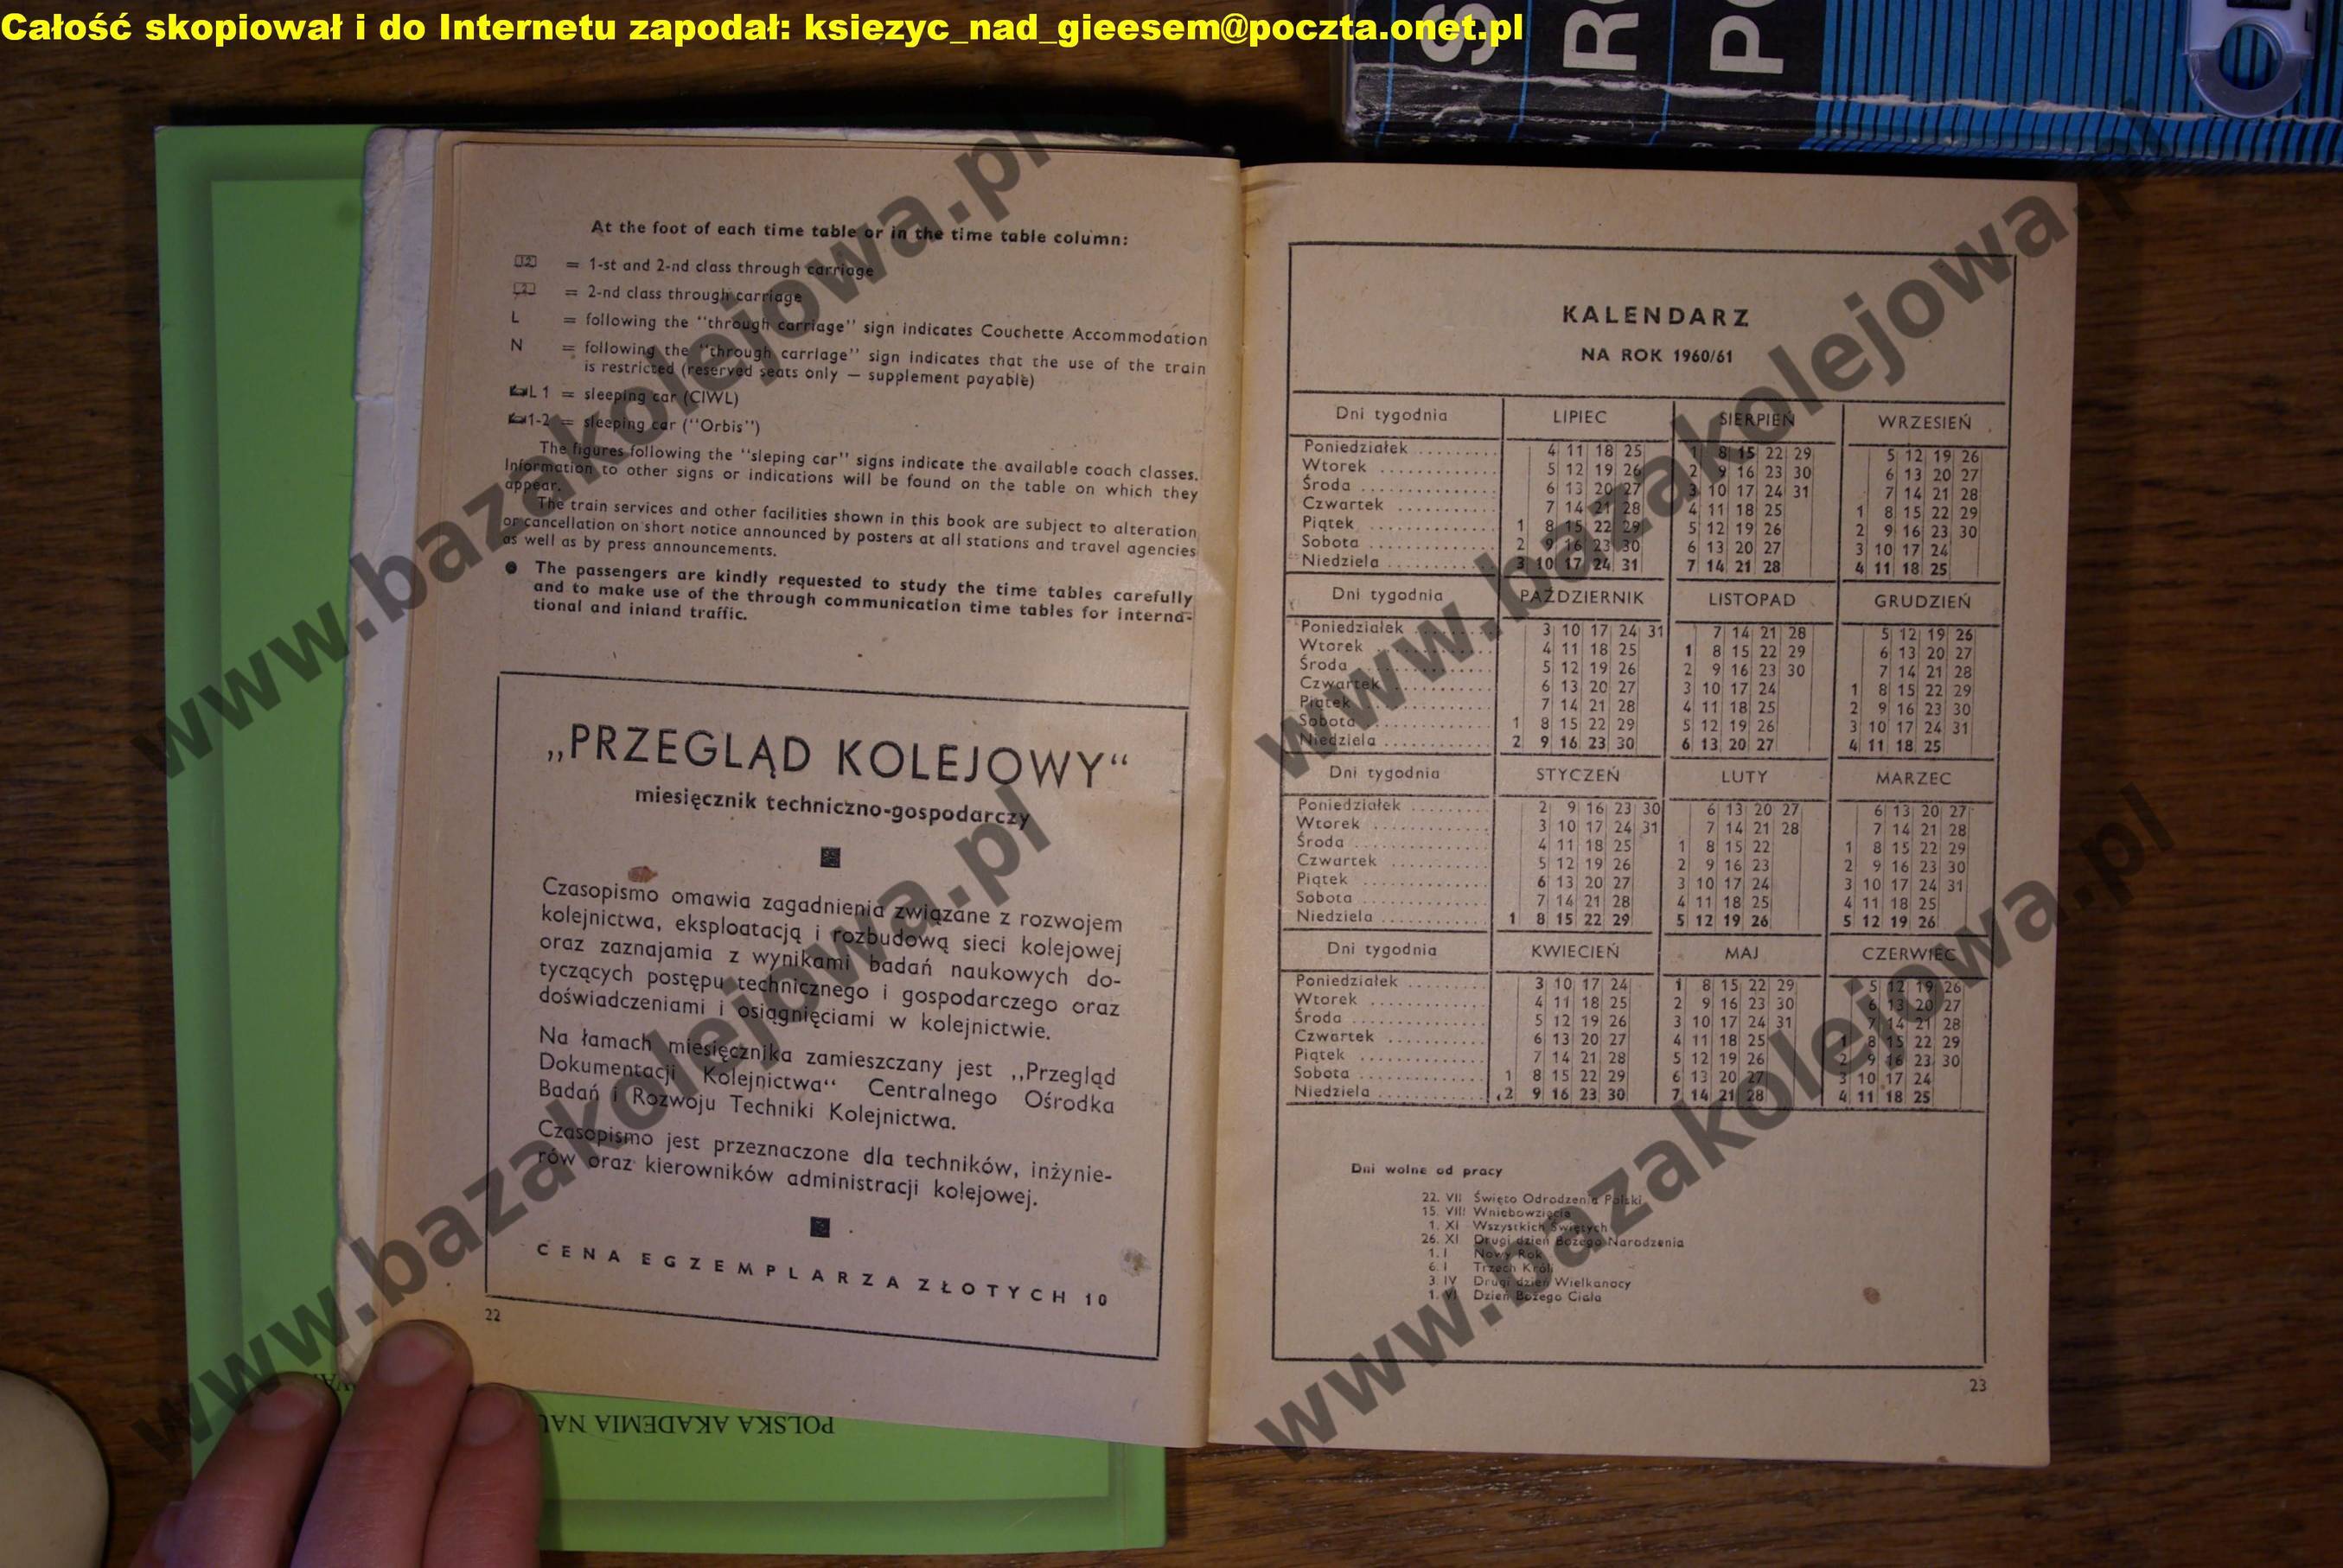 Całość skopiował i do Internetu zapodał: ksiezyc_nad_gieesem@poczta.onet.pl
At the foot of each time table or in the time table column:
= 1-st and 2-nd class through carriage
= 2-nd class through carriage
L = following the "through carriage" sign indicates Couchette Accommodation
N = following the "through carriage" sign indicates that the use of the train
is restricted (reserved seats only — supplement payable)
L 1 = sleeping car (CIWL)
1-2 = sleeping car ("Orbis")
The figures following the "sleping car" signs indicate the available coach classes.
Information to other signs or indications will be found on the table on which they
appear.
The train services and other facilities shown in this book are subject to alteration
or cancellation on short notice announced by posters at all stations and travel agencies
as well as by press announcements.
● The passengers are kindly requested to study the time tables carefully
and to make use of the through communication time tables for interna-
tional and inland traffic.
„PRZEGLĄD KOLEJOWY“
miesięcznik techniczno-gospodarczy
Czasopismo omawia zagadnienia związane z rozwojem
kolejnictwa, eksploatacją i rozbudową sieci kolejowej
oraz zaznajamia z wynikami badań naukowych do-
tyczących postępu technicznego i gospodarczego oraz
doświadczeniami i osiągnięciami w kolejnictwie.
Na łamach miesięcznika zamieszczany jest „Przegląd
Dokumentacji Kolejnictwa“ Centralnego Ośrodka
Badań i Rozwoju Techniki Kolejnictwa.
Czasopismo jest przeznaczone dla techników, inżynie-
rów oraz kierowników administracji kolejowej.
CENA EGZEMPLARZA ZŁOTYCH 10
22
KALENDARZ
NA ROK 1960/61
Dni tygodnia LIPIEC SIERPIEŃ WRZESIEŃ
Poniedziałek 4 11 18 25 1 8 15 22 29 5 12 19 26
Wtorek 5 12 19 26 2 9 16 23 30 6 13 20 27
Środa 6 13 20 27 3 10 17 24 31 7 14 21 28
Czwartek 7 14 21 28 4 11 18 25 1 8 15 22 29
Piątek 1 8 15 22 29 5 12 19 26 2 9 16 23 30
Sobota 2 9 16 23 30 6 13 20 27 3 10 17 24
Niedziela 3 10 17 24 31 7 14 21 28 4 11 18 25
Dni tygodnia PAŹDZIERNIK LISTOPAD GRUDZIEŃ
Poniedziałek 3 10 17 24 31 7 14 21 28 5 12 19 26
Wtorek 4 11 18 25 1 8 15 22 29 6 13 20 27
Środa 5 12 19 26 2 9 16 23 30 7 14 21 28
Czwartek 6 13 20 27 3 10 17 24 1 8 15 22 29
Piątek 7 14 21 28 4 11 18 25 2 9 16 23 30
Sobota 1 8 15 22 29 5 12 19 26 3 10 17 24 31
Niedziela 2 9 16 23 30 6 13 20 27 4 11 18 25
Dni tygodnia STYCZEŃ LUTY MARZEC
Poniedziałek 2 9 16 23 30 6 13 20 27 6 13 20 27
Wtorek 3 10 17 24 31 7 14 21 28 7 14 21 28
Środa 4 11 18 25 1 8 15 22 1 8 15 22 29
Czwartek 5 12 19 26 2 9 16 23 2 9 16 23 30
Piątek 6 13 20 27 3 10 17 24 3 10 17 24 31
Sobota 7 14 21 28 4 11 18 25 4 11 18 25
Niedziela 1 8 15 22 29 5 12 19 26 5 12 19 26
Dni tygodnia KWIECIEŃ MAJ CZERWIEC
Poniedziałek 3 10 17 24 1 8 15 22 29 5 12 19 26
Wtorek 4 11 18 25 2 9 16 23 30 6 13 20 27
Środa 5 12 19 26 3 10 17 24 31 7 14 21 28
Czwartek 6 13 20 27 4 11 18 25 1 8 15 22 29
Piątek 7 14 21 28 5 12 19 26 2 9 16 23 30
Sobota 1 8 15 22 29 6 13 20 27 3 10 17 24
Niedziela 2 9 16 23 30 7 14 21 28 4 11 18 25
Dni wolne od pracy
22. VII Święto Odrodzenia Polski
15. VIII Wniebowzięcie
1. XI Wszystkich Świętych
26. XI Drugi dzień Bożego Narodzenia
1. I Nowy Rok
6. I Trzech Króli
3. IV Drugi dzień Wielkanocy
1. VI Dzień Bożego Ciała
23
POLSKA AKADEMIA
www.bazakolejowa.pl
www.bazakolejowa.pl
www.bazakolejowa.pl
www.bazakolejowa.pl